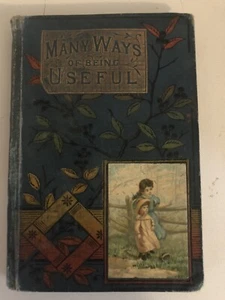 MANY WAYS
OF BEING
USEFUL